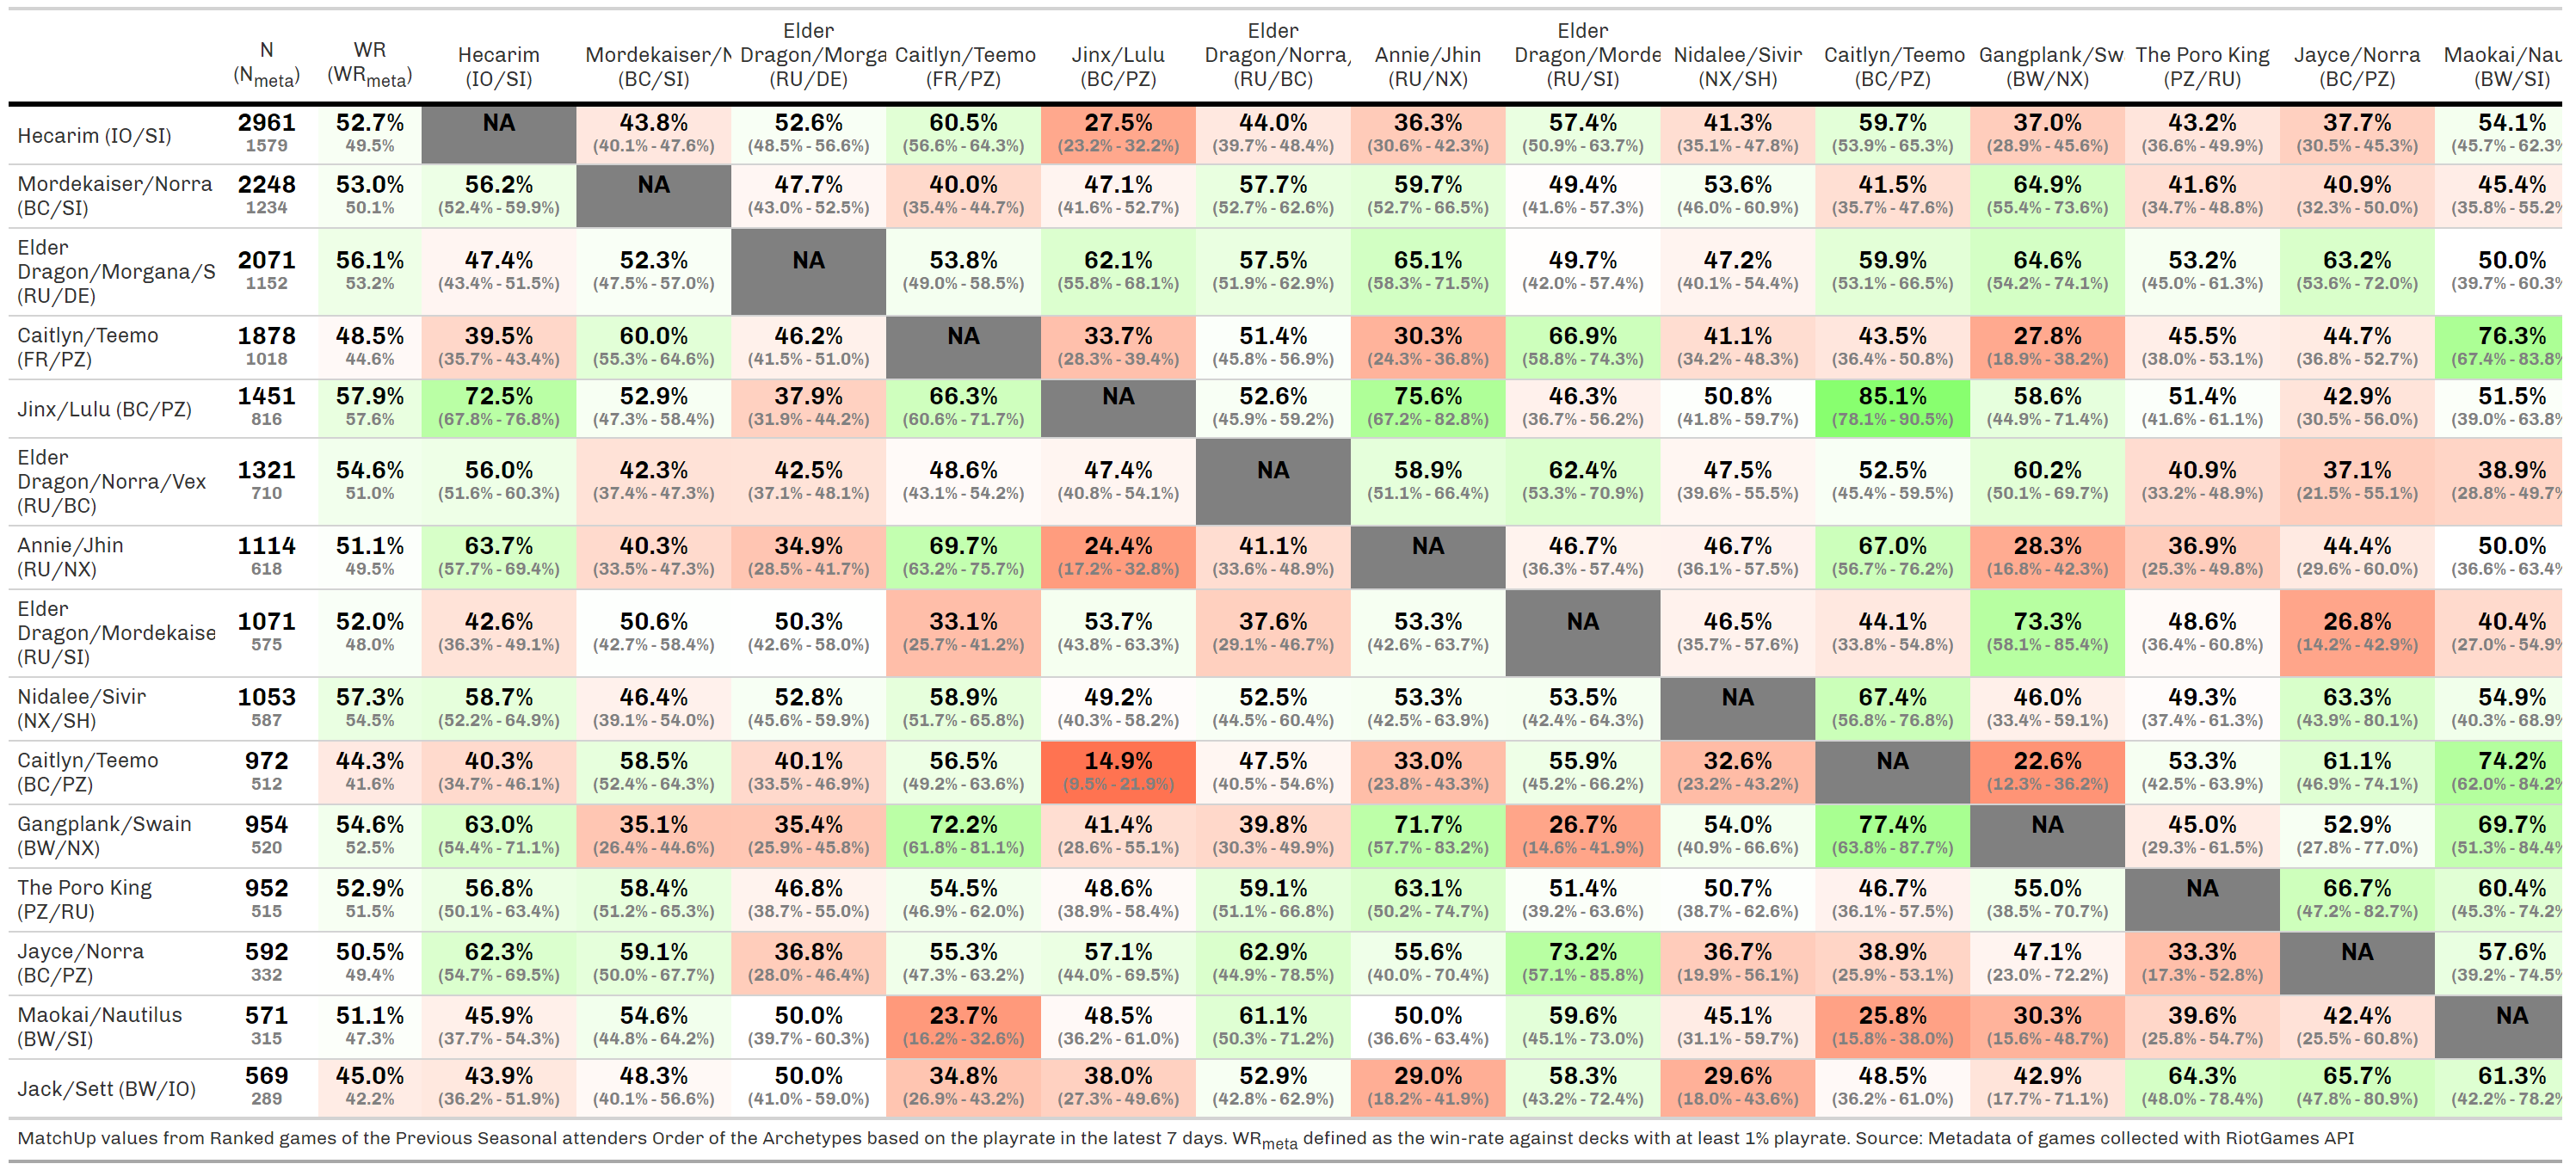 N (Nmeta) WR (WRmeta) Hecarim (IO/SI) Mordekaiser/N (BC/SI) Elder Dragon/Morga (RU/DE) Caitlyn/Teemo (FR/PZ) Jinx/Lulu (BC/PZ) Elder Dragon/Norra, (RU/BC) Annie/Jhin (RU/NX) Elder Dragon/Morde (RU/SI) Nidalee/Sivir (NX/SH) Caitlyn/Teemo (BC/PZ) Gangplank/Sw (BW/NX) The Poro King (PZ/RU) Jayce/Norra (BC/PZ) Maokai/Nau (BW/SI)
Hecarim (IO/SI) 2961 52.7% NA 43.8% 52.6% 60.5% 27.5% 44.0% 36.3% 57.4% 41.3% 59.7% 37.0% 43.2% 37.7% 54.1%
1579 49.5% (40.1% - 47.6%) (48.5% - 56.6%) (56.6% - 64.3%) (23.2% - 32.2%) (39.7% - 48.4%) (30.6% - 42.3%) (50.9% - 63.7%) (35.1% - 47.8%) (53.9% - 65.3%) (28.9% - 45.6%) (36.6% - 49.9%) (30.5% - 45.3%) (45.7% - 62.3%
Mordekaiser/Norra 2248 53.0% 56.2% NA 47.7% 40.0% 47.1% 57.7% 59.7% 49.4% 53.6% 41.5% 64.9% 41.6% 40.9% 45.4%
(BC/SI) 1234 50.1% (52.4% - 59.9%) (43.0% - 52.5%) (35.4% - 44.7%) (41.6% - 52.7%) (52.7% - 62.6%) (52.7% - 66.5%) (41.6% - 57.3%) (46.0% - 60.9%) (35.7% - 47.6%) (55.4% - 73.6%) (34.7% - 48.8%) (32.3% - 50.0%) (35.8% - 55.2%
Elder
Dragon/Morgana/S 2071 56.1% 47.4% 52.3% NA 53.8% 62.1% 57.5% 65.1% 49.7% 47.2% 59.9% 64.6% 53.2% 63.2% 50.0%
(RU/DE) 1152 53.2% (43.4% - 51.5%) (47.5% - 57.0%) (49.0% - 58.5%) (55.8% - 68.1%) (51.9% - 62.9%) (58.3% - 71.5%) (42.0% - 57.4%) (40.1% - 54.4%) (53.1% - 66.5%) (54.2% - 74.1%) (45.0% - 61.3%) (53.6% - 72.0%) (39.7% - 60.3%
Caitlyn/Teemo 1878 48.5% 39.5% 60.0% 46.2% NA 33.7% 51.4% 30.3% 66.9% 41.1% 43.5% 27.8% 45.5% 44.7% 76.3%
(FR/PZ) 1018 44.6% (35.7% - 43.4%) (55.3% - 64.6%) (41.5% - 51.0%) (28.3% - 39.4%) (45.8% - 56.9%) (24.3% - 36.8%) (58.8% - 74.3%) (34.2% - 48.3%) (36.4% - 50.8%) (18.9% - 38.2%) (38.0% - 53.1%) (36.8% - 52.7%) (67.4% - 83.8%
Jinx/Lulu (BC/PZ) 1451 57.9% 72.5% 52.9% 37.9% 66.3% NA 52.6% 75.6% 46.3% 50.8% 85.1% 58.6% 51.4% 42.9% 51.5%
816 57.6% (67.8% - 76.8%) (47.3% - 58.4%) (31.9% - 44.2%) (60.6% - 71.7%) (45.9% - 59.2%) (67.2% - 82.8%) (36.7% - 56.2%) (41.8% - 59.7%) (78.1% - 90.5%) (44.9% - 71.4%) (41.6% - 61.1%) (30.5% - 56.0%) (39.0% - 63.8%
Elder
Dragon/Norra/Vex 1321 54.6% 56.0% 42.3% 42.5% 48.6% 47.4% NA 58.9% 62.4% 47.5% 52.5% 60.2% 40.9% 37.1% 38.9%
(RU/BC) 710 51.0% (51.6% - 60.3%) (37.4% - 47.3%) (37.1% - 48.1%) (43.1% - 54.2%) (40.8% - 54.1%) (51.1% - 66.4%) (53.3% - 70.9%) (39.6% - 55.5%) (45.4% - 59.5%) (50.1% - 69.7%) (33.2% - 48.9%) (21.5% - 55.1%) (28.8% - 49.7%
Annie/Jhin 1114 51.1% 63.7% 40.3% 34.9% 69.7% 24.4% 41.1% NA 46.7% 46.7% 67.0% 28.3% 36.9% 44.4% 50.0%
(RU/NX) 618 49.5% (57.7% - 69.4%) (33.5% - 47.3%) (28.5% - 41.7%) (63.2% - 75.7%) (17.2% - 32.8%) (33.6% - 48.9%) (36.3% - 57.4%) (36.1% - 57.5%) (56.7% - 76.2%) (16.8% - 42.3%) (25.3% - 49.8%) (29.6% - 60.0%) (36.6% - 63.4%
Elder
Dragon/Mordekaise 1071 52.0% 42.6% 50.6% 50.3% 33.1% 53.7% 37.6% 53.3% NA 46.5% 44.1% 73.3% 48.6% 26.8% 40.4%
(RU/SI) 575 48.0% (36.3% - 49.1%) (42.7% - 58.4%) (42.6% - 58.0%) (25.7% - 41.2%) (43.8% - 63.3%) (29.1% - 46.7%) (42.6% - 63.7%) (35.7% - 57.6%) (33.8% - 54.8%) (58.1% - 85.4%) (36.4% - 60.8%) (14.2% - 42.9%) (27.0% - 54.9%
Nidalee/Sivir 1053 57.3% 58.7% 46.4% 52.8% 58.9% 49.2% 52.5% 53.3% 53.5% NA 67.4% 46.0% 49.3% 63.3% 54.9%
(NX/SH) 587 54.5% (52.2% - 64.9%) (39.1% - 54.0%) (45.6% - 59.9%) (51.7% - 65.8%) (40.3% - 58.2%) (44.5% - 60.4%) (42.5% - 63.9%) (42.4% - 64.3%) (56.8% - 76.8%) (33.4% - 59.1%) (37.4% - 61.3%) (43.9% - 80.1%) (40.3% - 68.9%
Caitlyn/Teemo 972 44.3% 40.3% 58.5% 40.1% 56.5% 14.9% 47.5% 33.0% 55.9% 32.6% NA 22.6% 53.3% 61.1% 74.2%
(BC/PZ) 512 41.6% (34.7% - 46.1%) (52.4% - 64.3%) (33.5% - 46.9%) (49.2% - 63.6%) (9.5% - 21.9%) (40.5% - 54.6%) (23.8% - 43.3%) (45.2% - 66.2%) (23.2% - 43.2%) (12.3% - 36.2%) (42.5% - 63.9%) (46.9% - 74.1%) (62.0% - 84.2%
Gangplank/Swain 954 54.6% 63.0% 35.1% 35.4% 72.2% 41.4% 39.8% 71.7% 26.7% 54.0% 77.4% NA 45.0% 52.9% 69.7%
(BW/NX) 520 52.5% (54.4% - 71.1%) (26.4% - 44.6%) (25.9% - 45.8%) (61.8% - 81.1%) (28.6% - 55.1%) (30.3% - 49.9%) (57.7% - 83.2%) (14.6% - 41.9%) (40.9% - 66.6%) (63.8% - 87.7%) (29.3% - 61.5%) (27.8% - 77.0%) (51.3% - 84.4%
The Poro King 952 52.9% 56.8% 58.4% 46.8% 54.5% 48.6% 59.1% 63.1% 51.4% 50.7% 46.7% 55.0% NA 66.7% 60.4%
(PZ/RU) 515 51.5% (50.1% - 63.4%) (51.2% - 65.3%) (38.7% - 55.0%) (46.9% - 62.0%) (38.9% - 58.4%) (51.1% - 66.8%) (50.2% - 74.7%) (39.2% - 63.6%) (38.7% - 62.6%) (36.1% - 57.5%) (38.5% - 70.7%) (47.2% - 82.7%) (45.3% - 74.2%
Jayce/Norra 592 50.5% 62.3% 59.1% 36.8% 55.3% 57.1% 62.9% 55.6% 73.2% 36.7% 38.9% 47.1% 33.3% NA 57.6%
(BC/PZ) 332 49.4% (54.7% - 69.5%) (50.0% - 67.7%) (28.0% - 46.4%) (47.3% - 63.2%) (44.0% - 69.5%) (44.9% - 78.5%) (40.0% - 70.4%) (57.1% - 85.8%) (19.9% - 56.1%) (25.9% - 53.1%) (23.0% - 72.2%) (17.3% - 52.8%) (39.2% - 74.5%
Maokai/Nautilus 571 51.1% 45.9% 54.6% 50.0% 23.7% 48.5% 61.1% 50.0% 59.6% 45.1% 25.8% 30.3% 39.6% 42.4% NA
(BW/SI) 315 47.3% (37.7% - 54.3%) (44.8% - 64.2%) (39.7% - 60.3%) (16.2% - 32.6%) (36.2% - 61.0%) (50.3% - 71.2%) (36.6% - 63.4%) (45.1% - 73.0%) (31.1% - 59.7%) (15.8% - 38.0%) (15.6% - 48.7%) (25.8% - 54.7%) (25.5% - 60.8%)
Jack/Sett (BW/IO) 569 45.0% 43.9% 48.3% 50.0% 34.8% 38.0% 52.9% 29.0% 58.3% 29.6% 48.5% 42.9% 64.3% 65.7% 61.3%
289 42.2% (36.2% - 51.9%) (40.1% - 56.6%) (41.0% - 59.0%) (26.9% - 43.2%) (27.3% - 49.6%) (42.8% - 62.9%) (18.2% - 41.9%) (43.2% - 72.4%) (18.0% - 43.6%) (36.2% - 61.0%) (17.7% - 71.1%) (48.0% - 78.4%) (47.8% - 80.9%) (42.2% - 78.2%
MatchUp values from Ranked games of the Previous Seasonal attenders Order of the Archetypes based on the playrate in the latest 7 days. WRmeta defined as the win-rate against decks with at least 1% playrate. Source: Metadata of games collected with RiotGames API